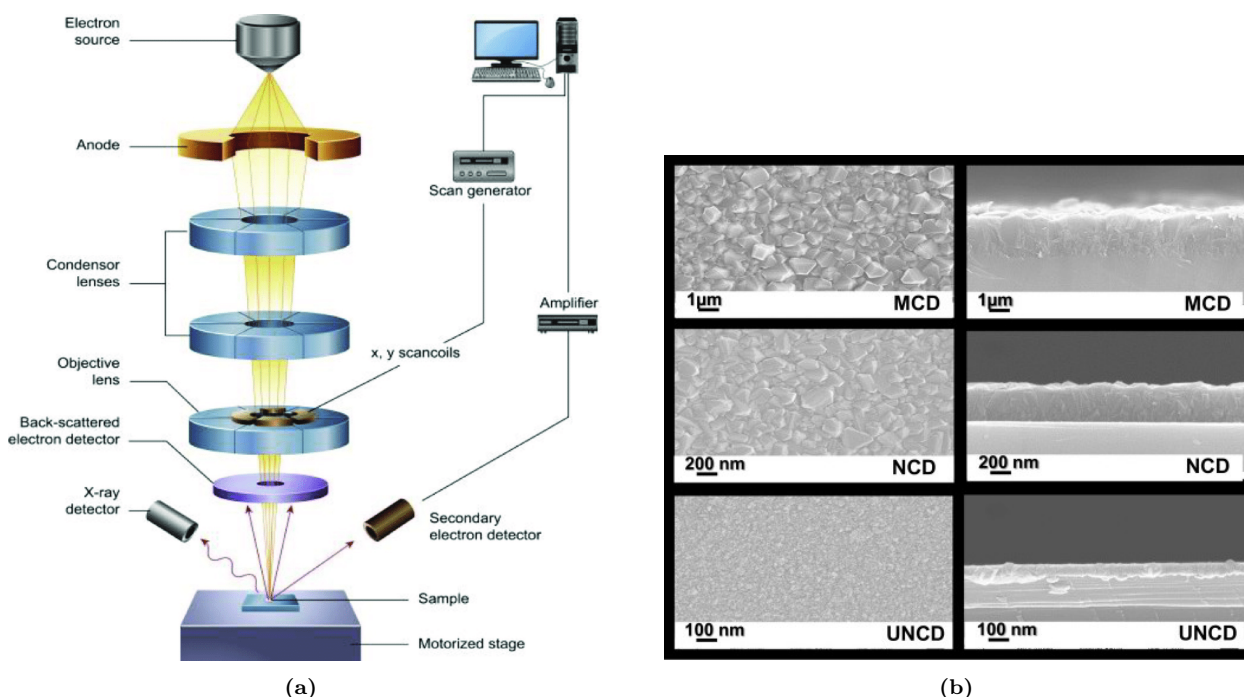 Electron
source
Anode
Scan generator
Condensor
lenses
Amplifier
x, y scancoils
Objective
lens
Back-scattered
electron detector
X-ray
detector
Secondary
electron detector
Sample
Motorized stage
(a)
1µm
MCD
1µm
MCD
200 nm
NCD
200 nm
NCD
100 nm
UNCD
100 nm
UNCD
(b)